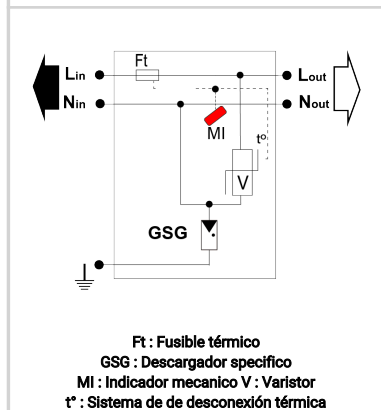 Ft
Lin
Lout
Nin
Nout
MI
t°
V
GSG
Ft : Fusible térmico
GSG : Descargador specifico
MI : Indicador mecanico V : Varistor
t° : Sistema de de desconexión térmica